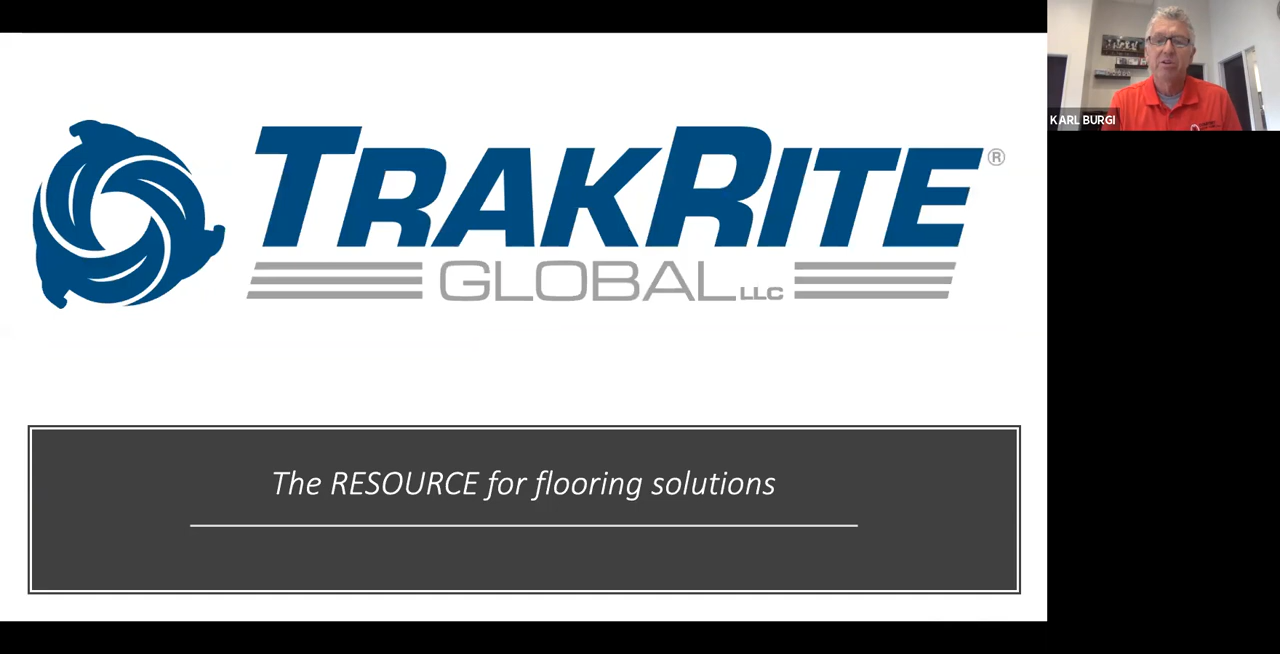 TRAKRITE®
GLOBAL LLC
The RESOURCE for flooring solutions
KARL BURGI